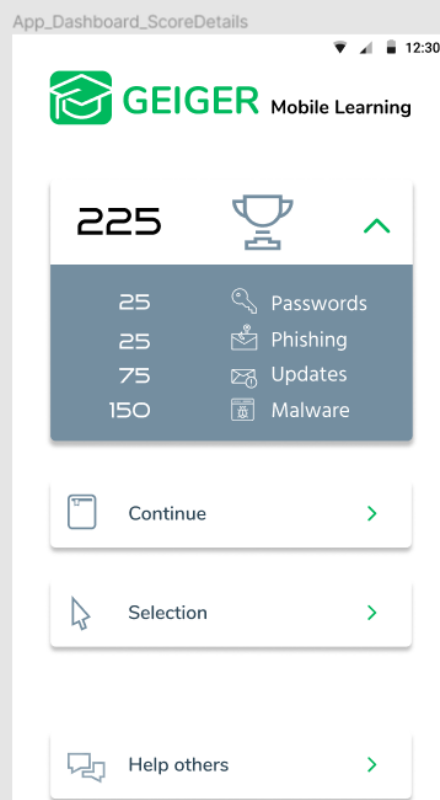 App_Dashboard_ScoreDetails
12:30
GEIGER Mobile Learning
225
25 Passwords
25 Phishing
75 Updates
150 Malware
Continue
Selection
Help others